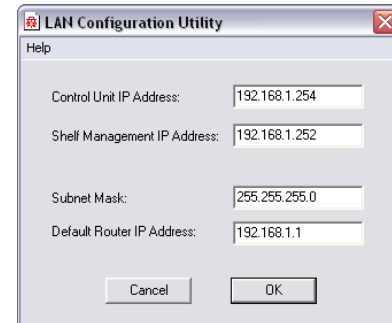 LAN Configuration Utility
Help
Control Unit IP Address: 192.168.1.254
Shelf Management IP Address: 192.168.1.252
Subnet Mask: 255.255.255.0
Default Router IP Address: 192.168.1.1
Cancel OK